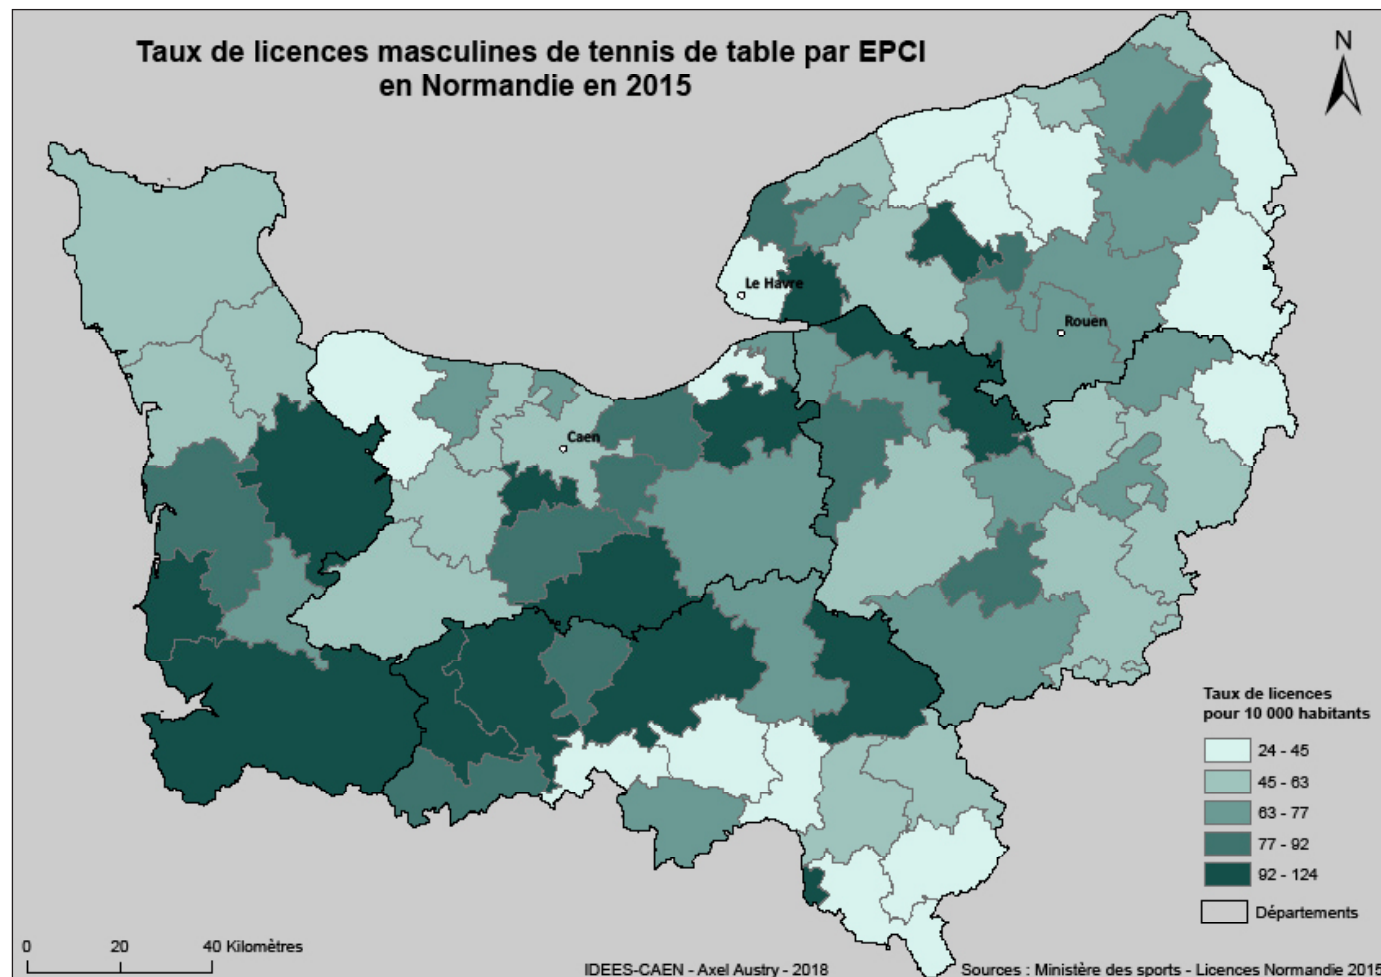 Taux de licences masculines de tennis de table par EPCI
en Normandie en 2015
N
Le Havre
Rouen
Caen
Taux de licences
pour 10 000 habitants
24 - 45
45 - 63
63 - 77
77 - 92
92 - 124
Départements
0 20 40 Kilomètres
IDEES-CAEN - Axel Austry - 2018
Sources : Ministère des sports - Licences Normandie 2015